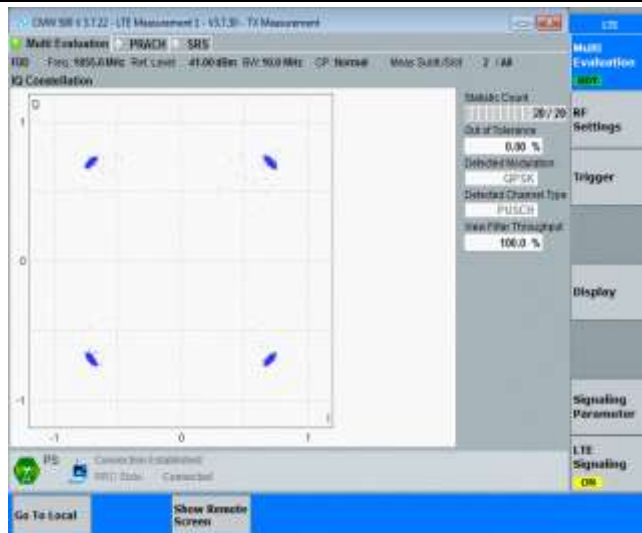 CMW 500 V 3.7.22 - LTE Measurement 1 - V3.7.30 - TX Measurement
Multi Evaluation PRACH SRS
Freq.: MHz Ref. Level: 41.00 dBm BW: 10.0 MHz CP: Normal Meas Subfr/Slot 2 / All
IQ Constellation
Q
1
0
-1
I
-1 0 1
Statistic Count
20 / 20
Out of Tolerance
0.00 %
Detected Modulation
QPSK
Detected Channel Type
PUSCH
View Filter Throughput
100.0 %
PS
Connection Established
RRC State Connected
LTE
Multi
Evaluation
RDY
RF
Settings
Trigger
Display
Signaling
Parameter
LTE
Signaling
ON
Go To Local
Show Remote
Screen